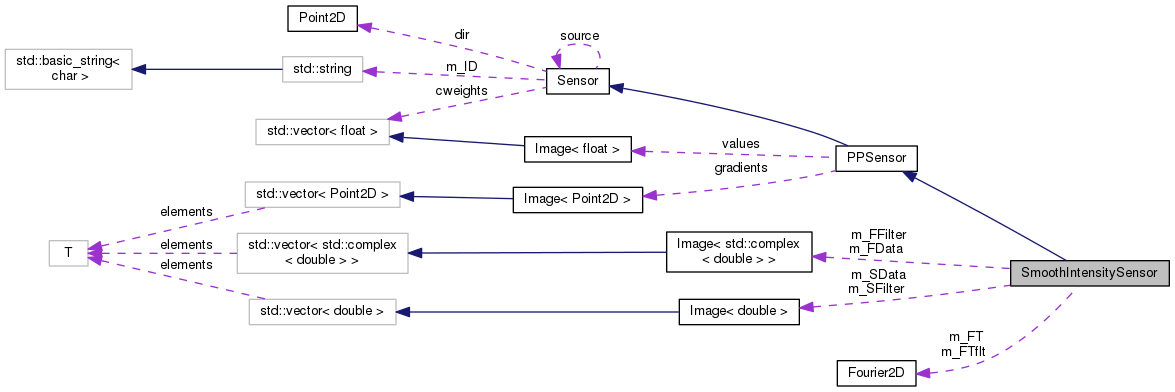 Point2D
dir
source
std::basic_string<
char >
std::string
m_ID
Sensor
cweights
std::vector< float >
Image< float >
values
PPSensor
gradients
std::vector< Point2D >
Image< Point2D >
elements
T
elements
std::vector< std::complex
< double > >
Image< std::complex
< double > >
m_FFilter
m_FData
SmoothIntensitySensor
elements
m_SData
m_SFilter
std::vector< double >
Image< double >
m_FT
m_FTflt
Fourier2D